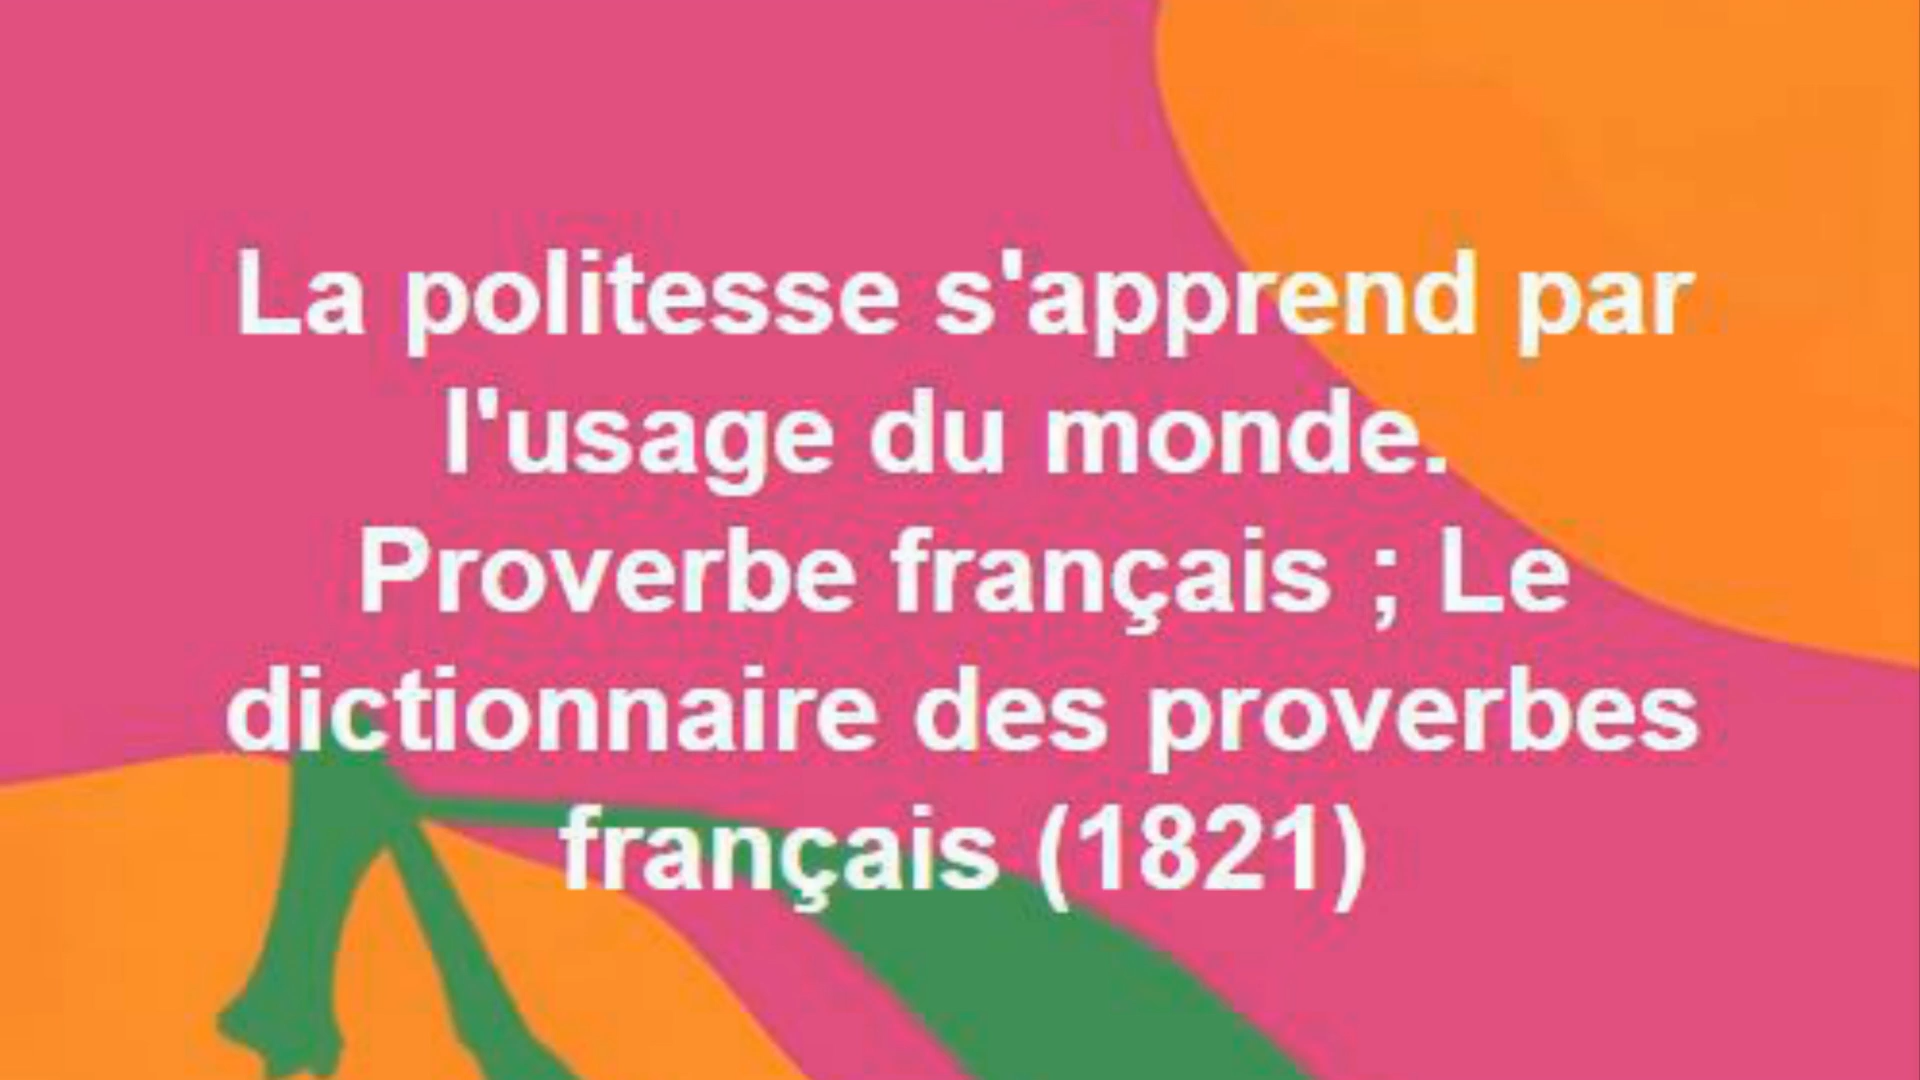 La politesse s'apprend par
l'usage du monde.
Proverbe français ; Le
dictionnaire des proverbes
français (1821)